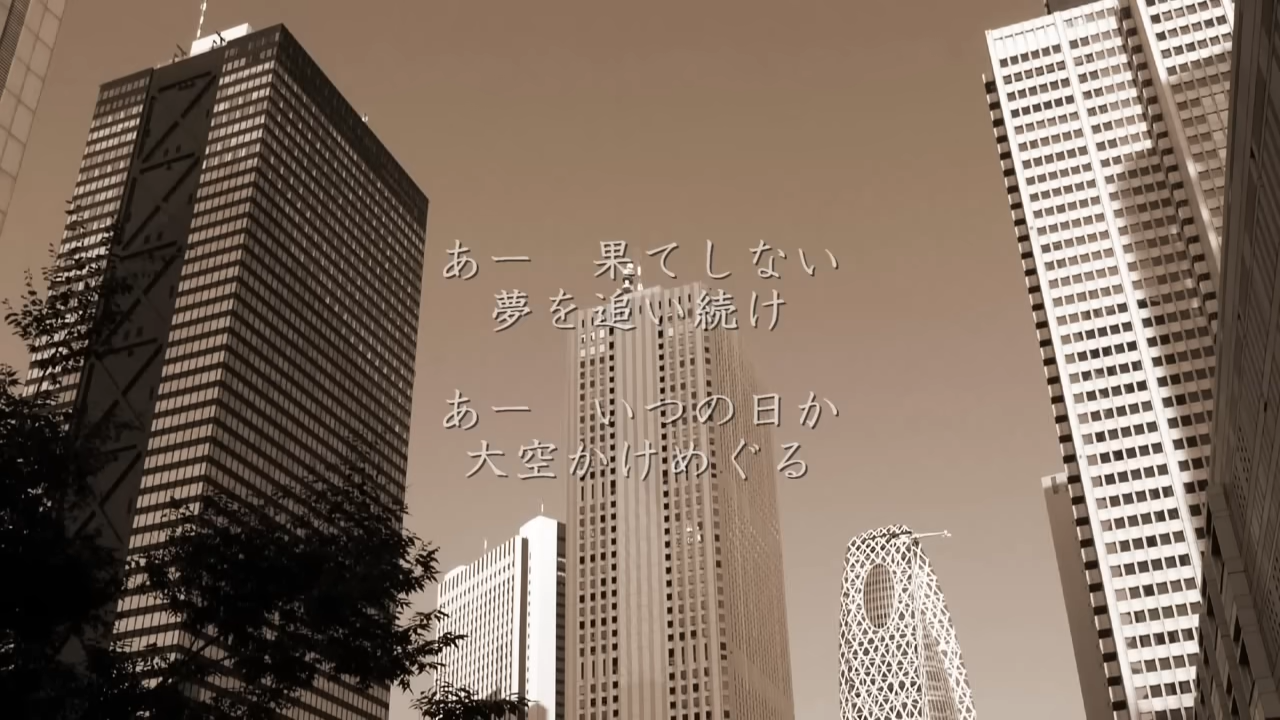 あー　果てしない
夢を追い続け
あー　いつの日か
大空かけめぐる